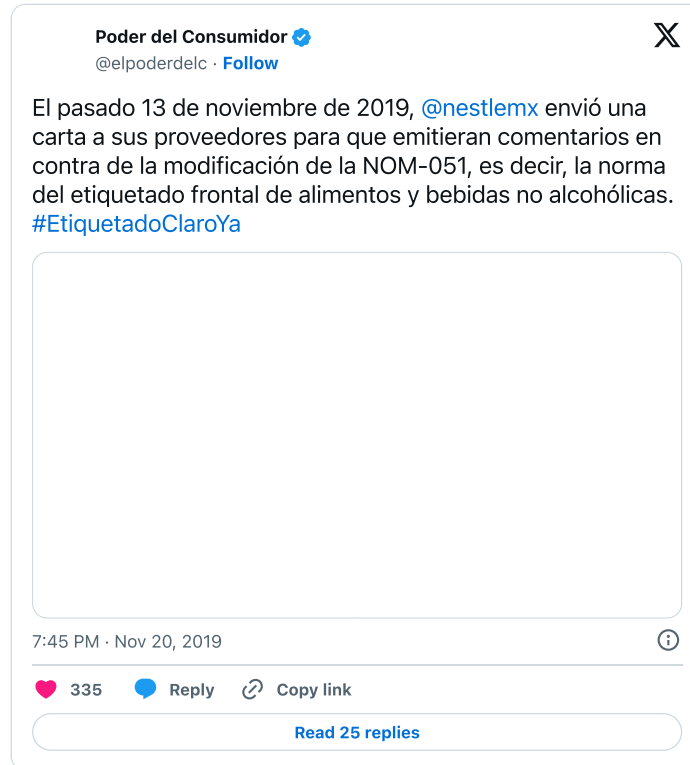 Poder del Consumidor
@elpoderdelc · Follow
El pasado 13 de noviembre de 2019, @nestlemx envió una
carta a sus proveedores para que emitieran comentarios en
contra de la modificación de la NOM-051, es decir, la norma
del etiquetado frontal de alimentos y bebidas no alcohólicas.
#EtiquetadoClaroYa
7:45 PM · Nov 20, 2019
335 Reply Copy link
Read 25 replies